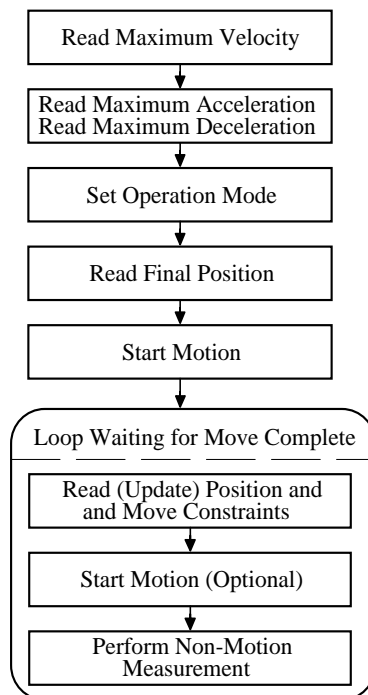 Read Maximum Velocity
Read Maximum Acceleration
Read Maximum Deceleration
Set Operation Mode
Read Final Position
Start Motion
Loop Waiting for Move Complete
Read (Update) Position and
and Move Constraints
Start Motion (Optional)
Perform Non-Motion
Measurement